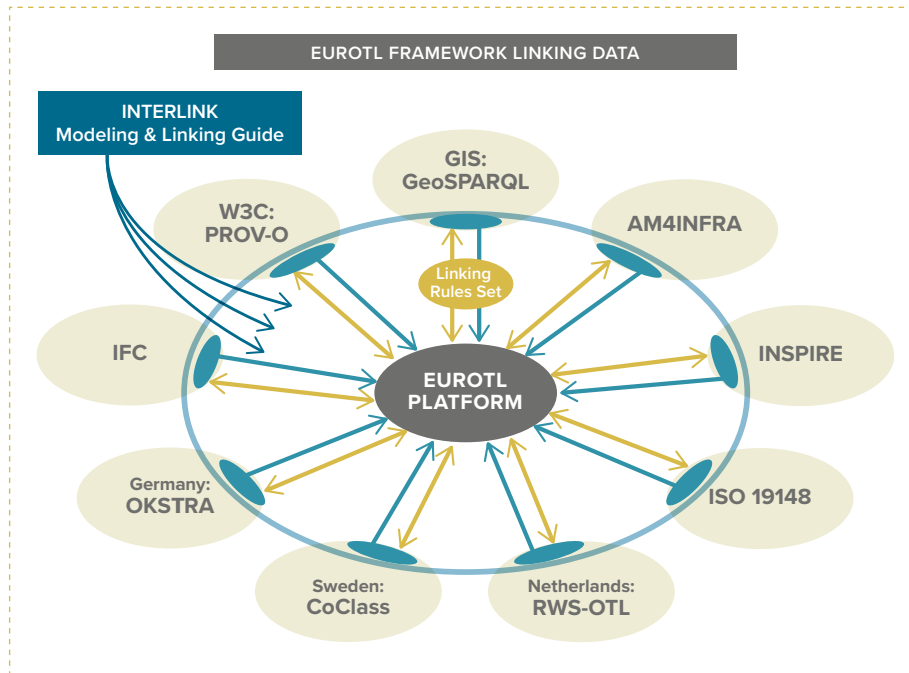 EUROTL FRAMEWORK LINKING DATA
INTERLINK
Modeling & Linking Guide
GIS:
GeoSPARQL
W3C:
PROV-O
AM4INFRA
Linking
Rules Set
IFC
INSPIRE
EUROTL
PLATFORM
Germany:
OKSTRA
ISO 19148
Sweden:
CoClass
Netherlands:
RWS-OTL